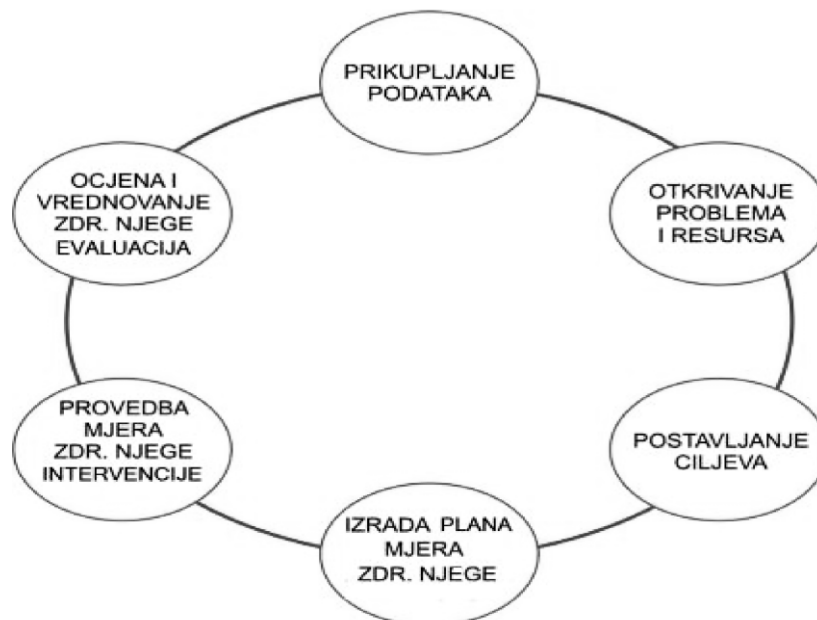 PRIKUPLJANJE
PODATAKA
OTKRIVANJE
PROBLEMA
I RESURSA
POSTAVLJANJE
CILJEVA
IZRADA PLANA
MJERA
ZDR. NJEGE
PROVEDBA
MJERA
ZDR. NJEGE
INTERVENCIJE
OCJENA I
VREDNOVANJE
ZDR. NJEGE
EVALUACIJA